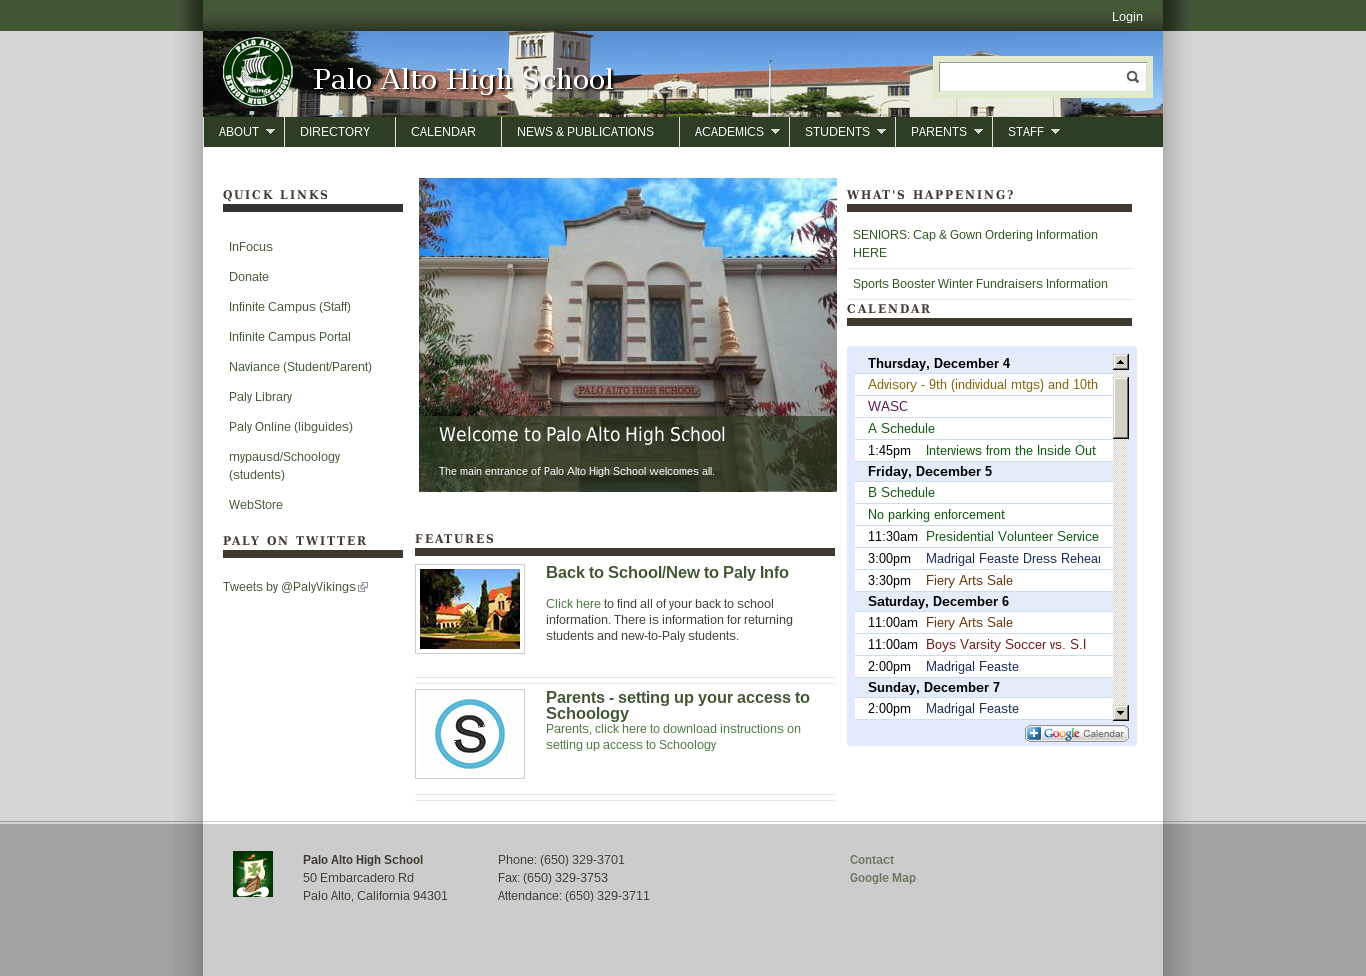 Login
PALO ALTO
Vikings
SENIOR HIGH SCHOOL
Palo Alto High School
ABOUT
DIRECTORY
CALENDAR
NEWS & PUBLICATIONS
ACADEMICS
STUDENTS
PARENTS
STAFF
QUICK LINKS
InFocus
Donate
Infinite Campus (Staff)
Infinite Campus Portal
Naviance (Student/Parent)
Paly Library
Paly Online (libguides)
mypausd/Schoology
(students)
WebStore
PALY ON TWITTER
Tweets by @PalyVikings
PALO ALTO HIGH SCHOOL
Welcome to Palo Alto High School
The main entrance of Palo Alto High School welcomes all.
FEATURES
Back to School/New to Paly Info
Click here to find all of your back to school
information. There is information for returning
students and new-to-Paly students.
S
Parents - setting up your access to
Schoology
Parents, click here to download instructions on
setting up access to Schoology
WHAT'S HAPPENING?
SENIORS: Cap & Gown Ordering Information
HERE
Sports Booster Winter Fundraisers Information
CALENDAR
Thursday, December 4
Advisory - 9th (individual mtgs) and 10th
WASC
A Schedule
1:45pm Interviews from the Inside Out
Friday, December 5
B Schedule
No parking enforcement
11:30am Presidential Volunteer Service
3:00pm Madrigal Feaste Dress Rehear
3:30pm Fiery Arts Sale
Saturday, December 6
11:00am Fiery Arts Sale
11:00am Boys Varsity Soccer vs. S.I
2:00pm Madrigal Feaste
Sunday, December 7
2:00pm Madrigal Feaste
Google Calendar
Palo Alto High School
50 Embarcadero Rd
Palo Alto, California 94301
Phone: (650) 329-3701
Fax: (650) 329-3753
Attendance: (650) 329-3711
Contact
Google Map